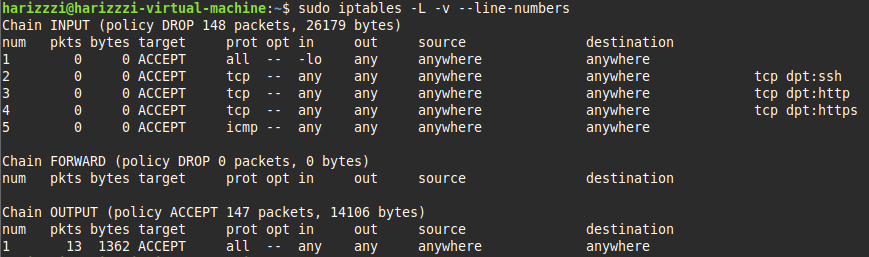 harizzzi@harizzzi-virtual-machine:~$ sudo iptables -L -v --line-numbers
Chain INPUT (policy DROP 148 packets, 26179 bytes)
num   pkts bytes target     prot opt in     out     source               destination
1        0     0 ACCEPT     all  --  -lo    any     anywhere             anywhere
2        0     0 ACCEPT     tcp  --  any    any     anywhere             anywhere             tcp dpt:ssh
3        0     0 ACCEPT     tcp  --  any    any     anywhere             anywhere             tcp dpt:http
4        0     0 ACCEPT     tcp  --  any    any     anywhere             anywhere             tcp dpt:https
5        0     0 ACCEPT     icmp --  any    any     anywhere             anywhere
Chain FORWARD (policy DROP 0 packets, 0 bytes)
num   pkts bytes target     prot opt in     out     source               destination
Chain OUTPUT (policy ACCEPT 147 packets, 14106 bytes)
num   pkts bytes target     prot opt in     out     source               destination
1       13  1362 ACCEPT     all  --  any    any     anywhere             anywhere